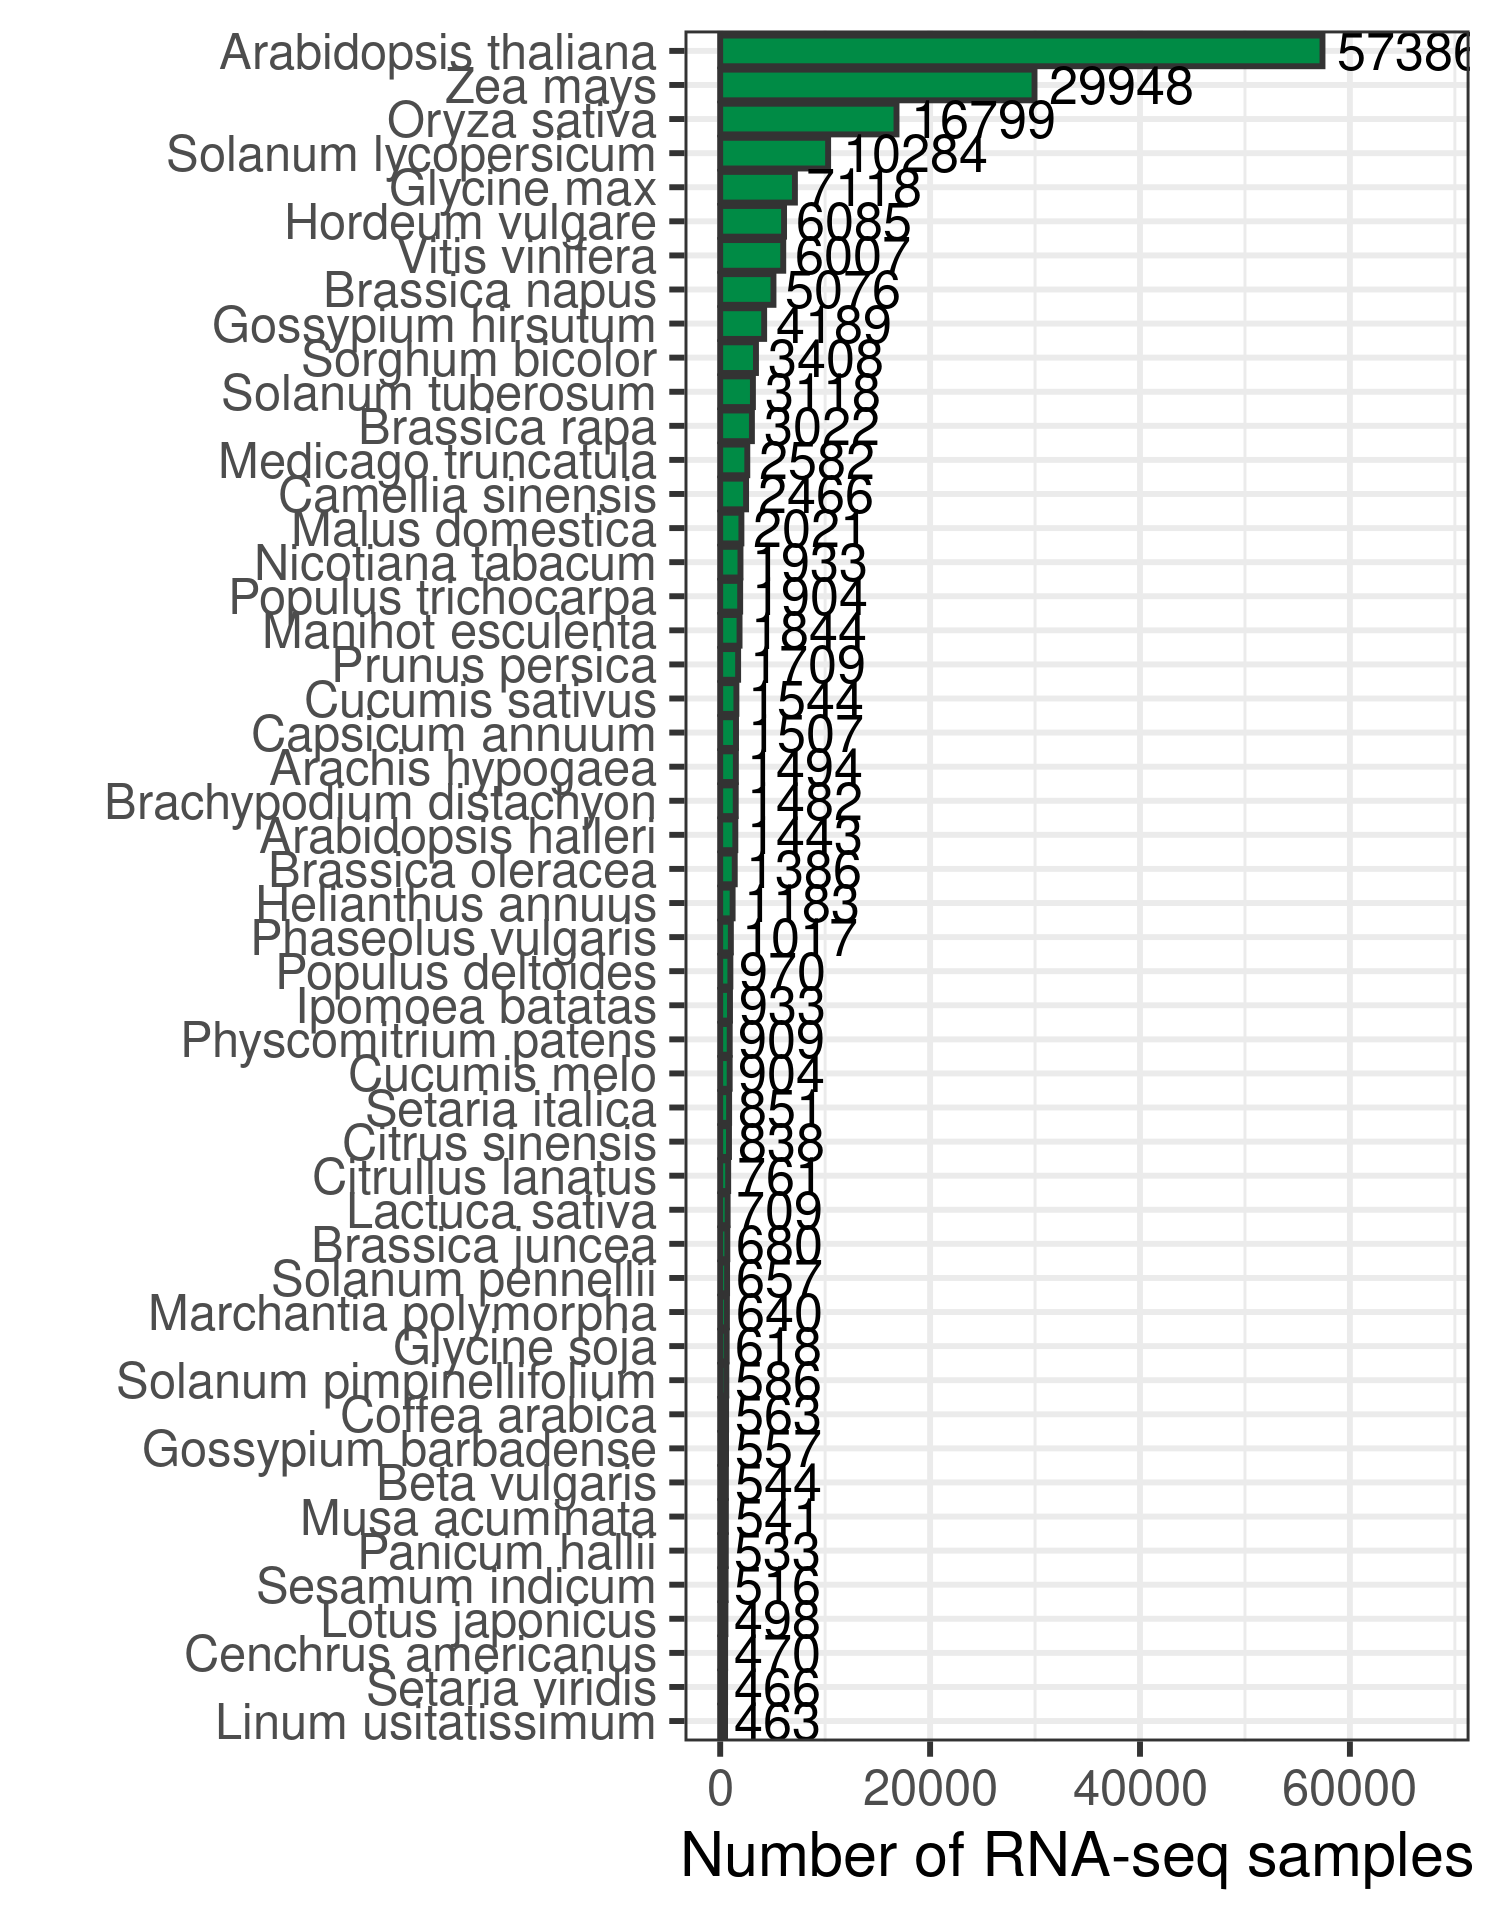 Arabidopsis thaliana 57386
Zea mays 29948
Oryza sativa 16799
Solanum lycopersicum 10284
Glycine max 7118
Hordeum vulgare 6085
Vitis vinifera 6007
Brassica napus 5076
Gossypium hirsutum 4189
Sorghum bicolor 3408
Solanum tuberosum 3118
Brassica rapa 3022
Medicago truncatula 2582
Camellia sinensis 2466
Malus domestica 2021
Nicotiana tabacum 1933
Populus trichocarpa 1904
Manihot esculenta 1844
Prunus persica 1709
Cucumis sativus 1544
Capsicum annuum 1507
Arachis hypogaea 1494
Brachypodium distachyon 1482
Arabidopsis halleri 1443
Brassica oleracea 1386
Helianthus annuus 1183
Phaseolus vulgaris 1017
Populus deltoides 970
Ipomoea batatas 933
Physcomitrium patens 909
Cucumis melo 904
Setaria italica 851
Citrus sinensis 838
Citrullus lanatus 761
Lactuca sativa 709
Brassica juncea 680
Solanum pennellii 657
Marchantia polymorpha 640
Glycine soja 618
Solanum pimpinellifolium 586
Coffea arabica 563
Gossypium barbadense 557
Beta vulgaris 544
Musa acuminata 541
Panicum hallii 533
Sesamum indicum 516
Lotus japonicus 498
Cenchrus americanus 470
Setaria viridis 466
Linum usitatissimum 463
0 20000 40000 60000
Number of RNA-seq samples